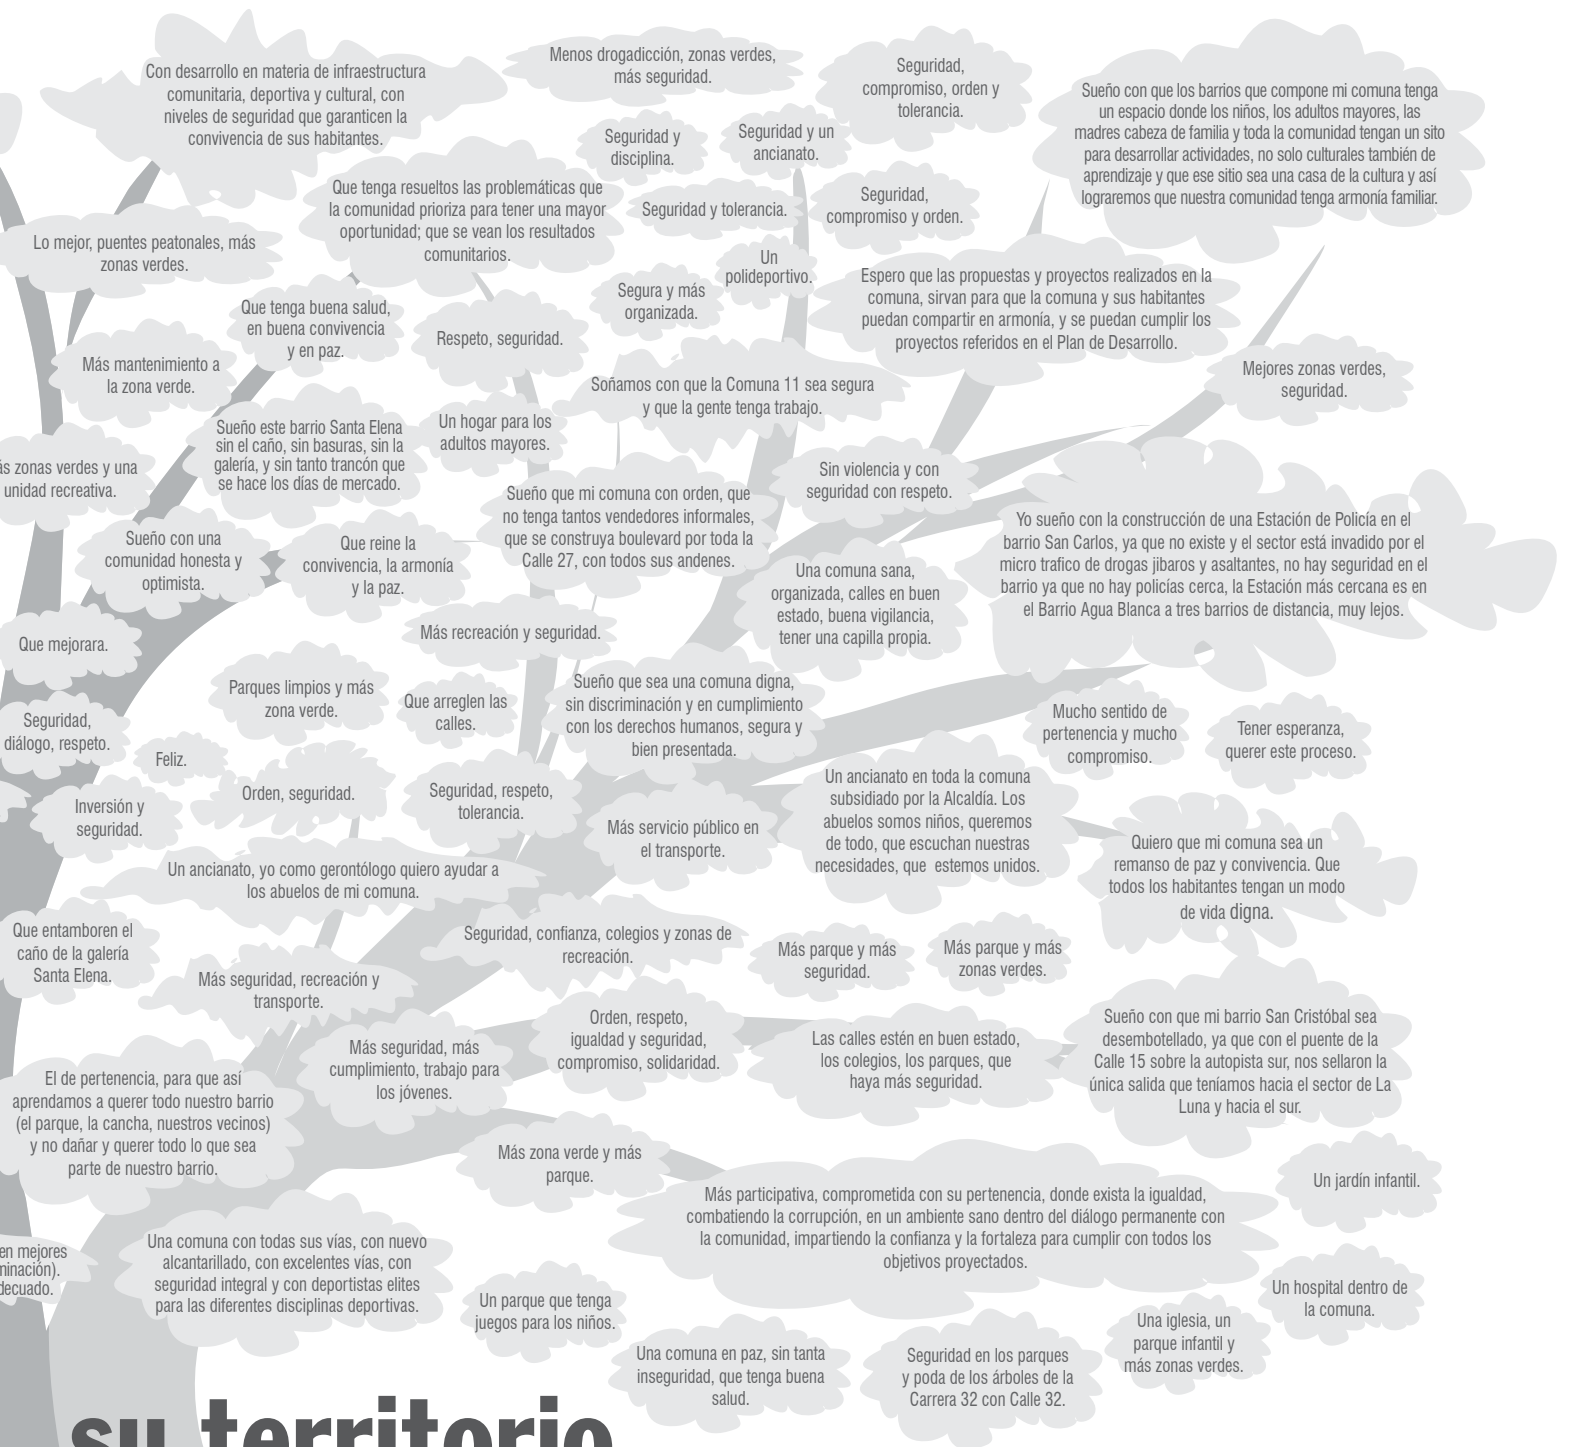 Con desarrollo en materia de infraestructura
comunitaria, deportiva y cultural, con
niveles de seguridad que garanticen la
convivencia de sus habitantes.
Menos drogadicción, zonas verdes,
más seguridad.
Seguridad,
compromiso, orden y
tolerancia.
Sueño con que los barrios que compone mi comuna tenga
un espacio donde los niños, los adultos mayores, las
madres cabeza de familia y toda la comunidad tengan un sito
para desarrollar actividades, no solo culturales también de
aprendizaje y que ese sitio sea una casa de la cultura y así
lograremos que nuestra comunidad tenga armonía familiar.
Seguridad y
disciplina.
Seguridad y un
ancianato.
Que tenga resueltos las problemáticas que
la comunidad prioriza para tener una mayor
oportunidad; que se vean los resultados
comunitarios.
Seguridad y tolerancia.
Seguridad,
compromiso y orden.
Lo mejor, puentes peatonales, más
zonas verdes.
Un
polideportivo.
Segura y más
organizada.
Espero que las propuestas y proyectos realizados en la
comuna, sirvan para que la comuna y sus habitantes
puedan compartir en armonía, y se puedan cumplir los
proyectos referidos en el Plan de Desarrollo.
Que tenga buena salud,
en buena convivencia
y en paz.
Respeto, seguridad.
Más mantenimiento a
la zona verde.
Soñamos con que la Comuna 11 sea segura
y que la gente tenga trabajo.
Mejores zonas verdes,
seguridad.
Sueño este barrio Santa Elena
sin el caño, sin basuras, sin la
galería, y sin tanto trancón que
se hace los días de mercado.
Un hogar para los
adultos mayores.
zonas verdes y una
unidad recreativa.
Sin violencia y con
seguridad con respeto.
Sueño que mi comuna con orden, que
no tenga tantos vendedores informales,
que se construya boulevard por toda la
Calle 27, con todos sus andenes.
Yo sueño con la construcción de una Estación de Policía en el
barrio San Carlos, ya que no existe y el sector está invadido por el
micro trafico de drogas jibaros y asaltantes, no hay seguridad en el
barrio ya que no hay policías cerca, la Estación más cercana es en
el Barrio Agua Blanca a tres barrios de distancia, muy lejos.
Sueño con una
comunidad honesta y
optimista.
Que reine la
convivencia, la armonía
y la paz.
Una comuna sana,
organizada, calles en buen
estado, buena vigilancia,
tener una capilla propia.
Que mejorara.
Más recreación y seguridad.
Parques limpios y más
zona verde.
Que arreglen las
calles.
Sueño que sea una comuna digna,
sin discriminación y en cumplimiento
con los derechos humanos, segura y
bien presentada.
Mucho sentido de
pertenencia y mucho
compromiso.
Tener esperanza,
querer este proceso.
Seguridad,
diálogo, respeto.
Feliz.
Inversión y
seguridad.
Orden, seguridad.
Seguridad, respeto,
tolerancia.
Más servicio público en
el transporte.
Un ancianato en toda la comuna
subsidiado por la Alcaldía. Los
abuelos somos niños, queremos
de todo, que escuchan nuestras
necesidades, que estemos unidos.
Quiero que mi comuna sea un
remanso de paz y convivencia. Que
todos los habitantes tengan un modo
de vida digna.
Un ancianato, yo como gerontólogo quiero ayudar a
los abuelos de mi comuna.
Que entamboren el
caño de la galería
Santa Elena.
Seguridad, confianza, colegios y zonas de
recreación.
Más parque y más
seguridad.
Más parque y más
zonas verdes.
Más seguridad, recreación y
transporte.
Orden, respeto,
igualdad y seguridad,
compromiso, solidaridad.
Las calles estén en buen estado,
los colegios, los parques, que
haya más seguridad.
Sueño con que mi barrio San Cristóbal sea
desembotellado, ya que con el puente de la
Calle 15 sobre la autopista sur, nos sellaron la
única salida que teníamos hacia el sector de La
Luna y hacia el sur.
Más seguridad, más
cumplimiento, trabajo para
los jóvenes.
El de pertenencia, para que así
aprendamos a querer todo nuestro barrio
(el parque, la cancha, nuestros vecinos)
y no dañar y querer todo lo que sea
parte de nuestro barrio.
Más zona verde y más
parque.
Más participativa, comprometida con su pertenencia, donde exista la igualdad,
combatiendo la corrupción, en un ambiente sano dentro del diálogo permanente con
la comunidad, impartiendo la confianza y la fortaleza para cumplir con todos los
objetivos proyectados.
Un jardín infantil.
en mejores
Una comuna con todas sus vías, con nuevo
alcantarillado, con excelentes vías, con
seguridad integral y con deportistas elites
para las diferentes disciplinas deportivas.
Un parque que tenga
juegos para los niños.
Un hospital dentro de
la comuna.
Una iglesia, un
parque infantil y
más zonas verdes.
Una comuna en paz, sin tanta
inseguridad, que tenga buena
salud.
Seguridad en los parques
y poda de los árboles de la
Carrera 32 con Calle 32.
su territorio